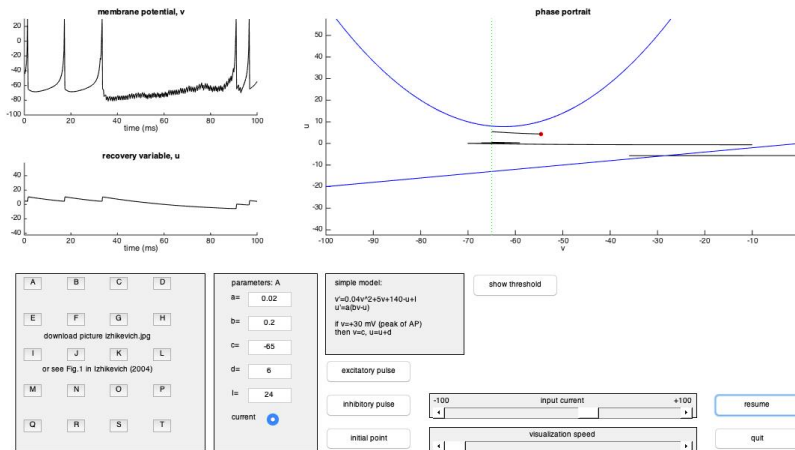 membrane potential, v
20
0
-20
-40
-60
-80
-100
0 20 40 60 80 100
time (ms)
recovery variable, u
40
20
0
-20
-40
0 20 40 60 80 100
time (ms)
phase portrait
50
40
30
20
10
0
-10
-20
-30
-40
u
-100 -90 -80 -70 -60 -50 -40 -30 -20 -10 0
v
A B C D
E F G H
download picture izhikevich.jpg
I J K L
or see Fig.1 in Izhikevich (2004)
M N O P
Q R S T
parameters: A
a= 0.02
b= 0.2
c= -65
d= 6
I= 24
current
simple model:
v'=0.04v^2+5v+140-u+I
u'=a(bv-u)
if v=+30 mV (peak of AP)
then v=c, u=u+d
show threshold
excitatory pulse
inhibitory pulse
initial point
-100 input current +100
visualization speed
resume
quit